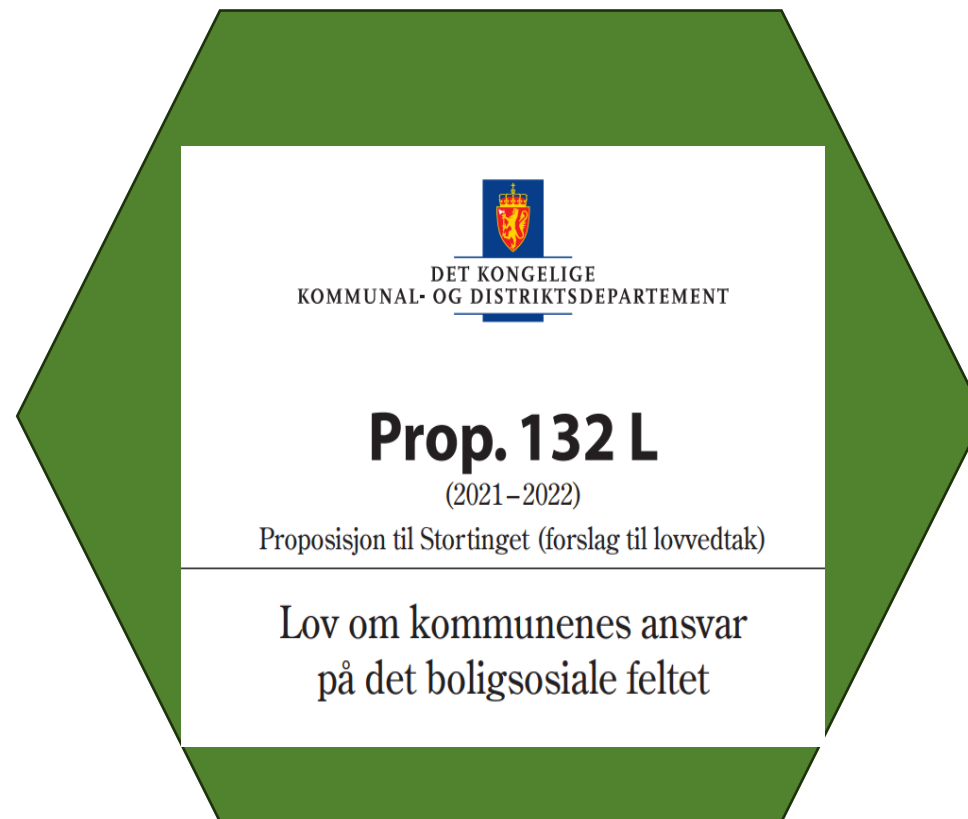 DET KONGELIGE
KOMMUNAL- OG DISTRIKTSDEPARTEMENT
Prop. 132 L
(2021–2022)
Proposisjon til Stortinget (forslag til lovvedtak)
Lov om kommunenes ansvar
på det boligsosiale feltet